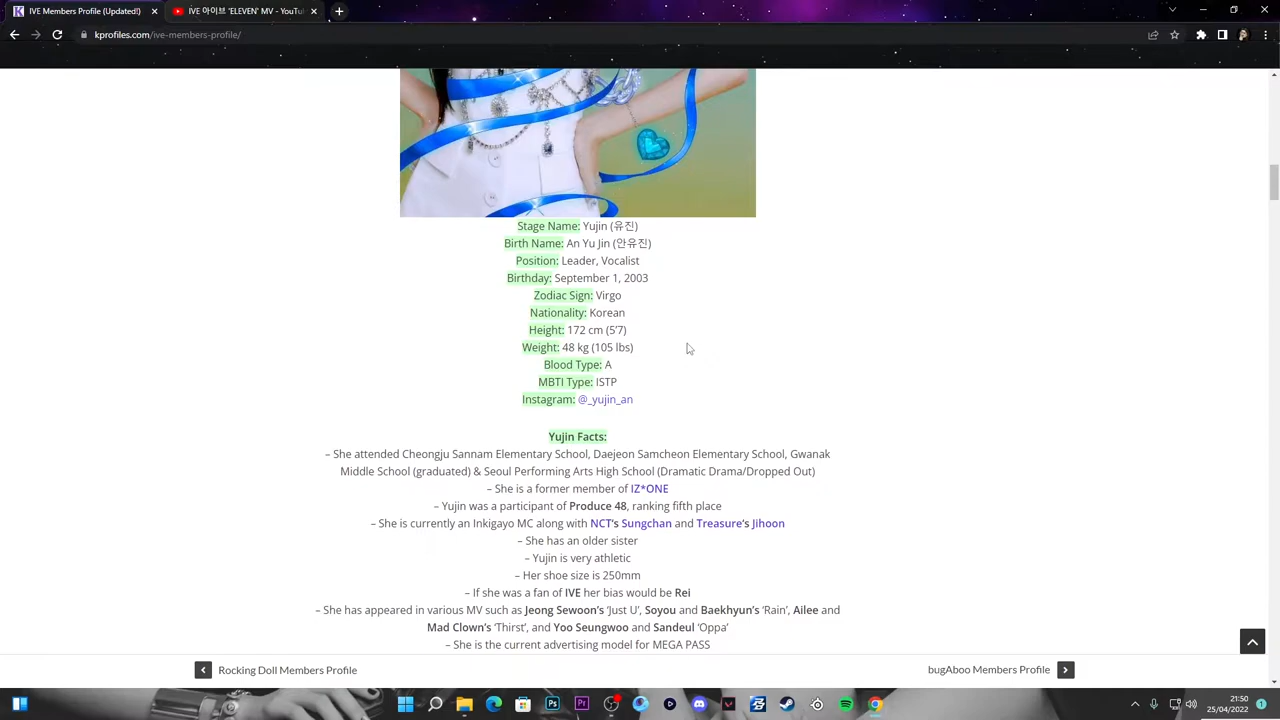 IVE Members Profile (Updated)
IVE 아이브 'ELEVEN' MV - YouTu
kprofiles.com/ive-members-profile/
Stage Name: Yujin (유진)
Birth Name: An Yu Jin (안유진)
Position: Leader, Vocalist
Birthday: September 1, 2003
Zodiac Sign: Virgo
Nationality: Korean
Height: 172 cm (5’7)
Weight: 48 kg (105 lbs)
Blood Type: A
MBTI Type: ISTP
Instagram: @_yujin_an
Yujin Facts:
– She attended Cheongju Sannam Elementary School, Daejeon Samcheon Elementary School, Gwanak
Middle School (graduated) & Seoul Performing Arts High School (Dramatic Drama/Dropped Out)
– She is a former member of IZ*ONE
– Yujin was a participant of Produce 48, ranking fifth place
– She is currently an Inkigayo MC along with NCT’s Sungchan and Treasure’s Jihoon
– She has an older sister
– Yujin is very athletic
– Her shoe size is 250mm
– If she was a fan of IVE her bias would be Rei
– She has appeared in various MV such as Jeong Sewoon’s ‘Just U’, Soyou and Baekhyun’s ‘Rain’, Ailee and
Mad Clown’s ‘Thirst’, and Yoo Seungwoo and Sandeul ‘Oppa’
– She is the current advertising model for MEGA PASS
Rocking Doll Members Profile
bugAboo Members Profile
21:50
25/04/2022